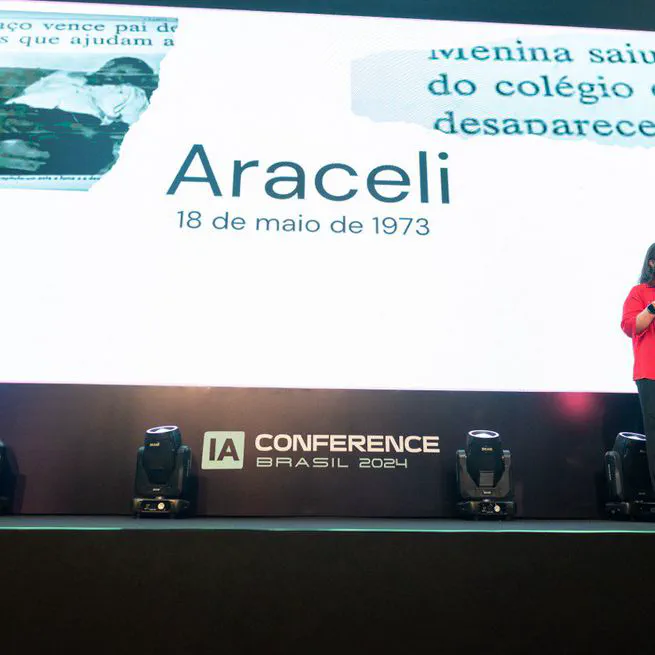 aço vence pai de
s que ajudam a
Menina saiu
do colégio
desaparece
Araceli
18 de maio de 1973
IA
CONFERENCE
BRASIL 2024